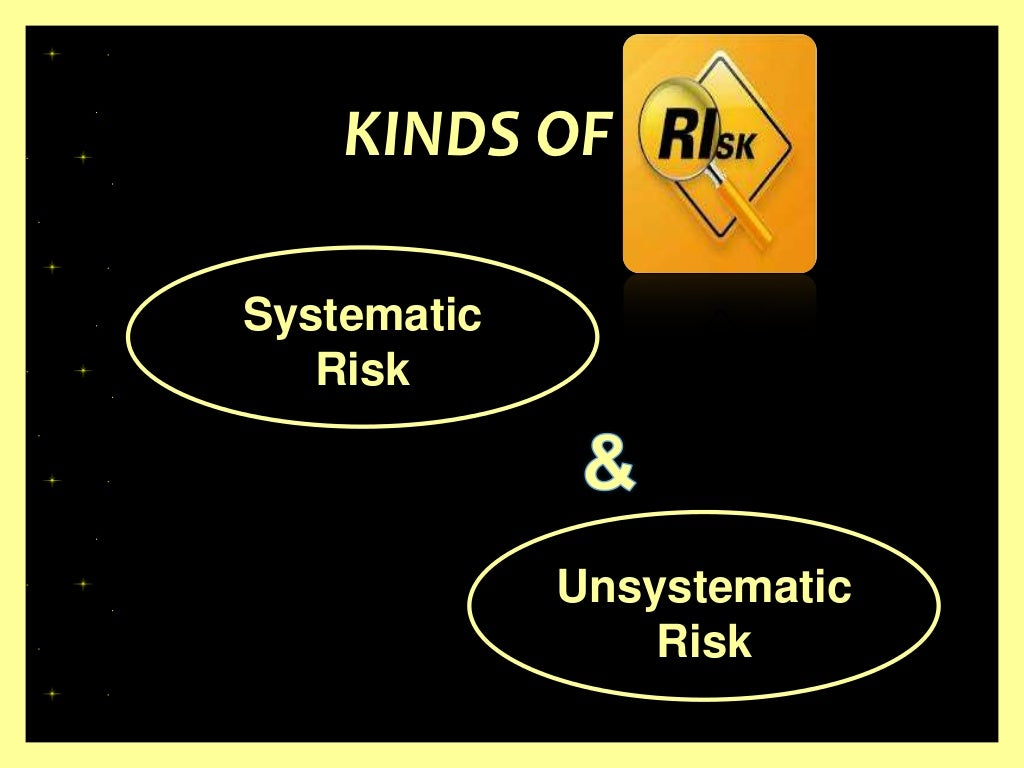 KINDS OF
RISK
Systematic
Risk
&
Unsystematic
Risk